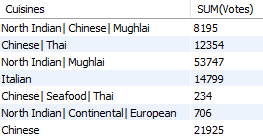 Cuisines SUM(Votes)
North Indian| Chinese| Mughlai 8195
Chinese| Thai 12354
North Indian| Mughlai 53747
Italian 14799
Chinese| Seafood| Thai 234
North Indian| Continental| European 706
Chinese 21925